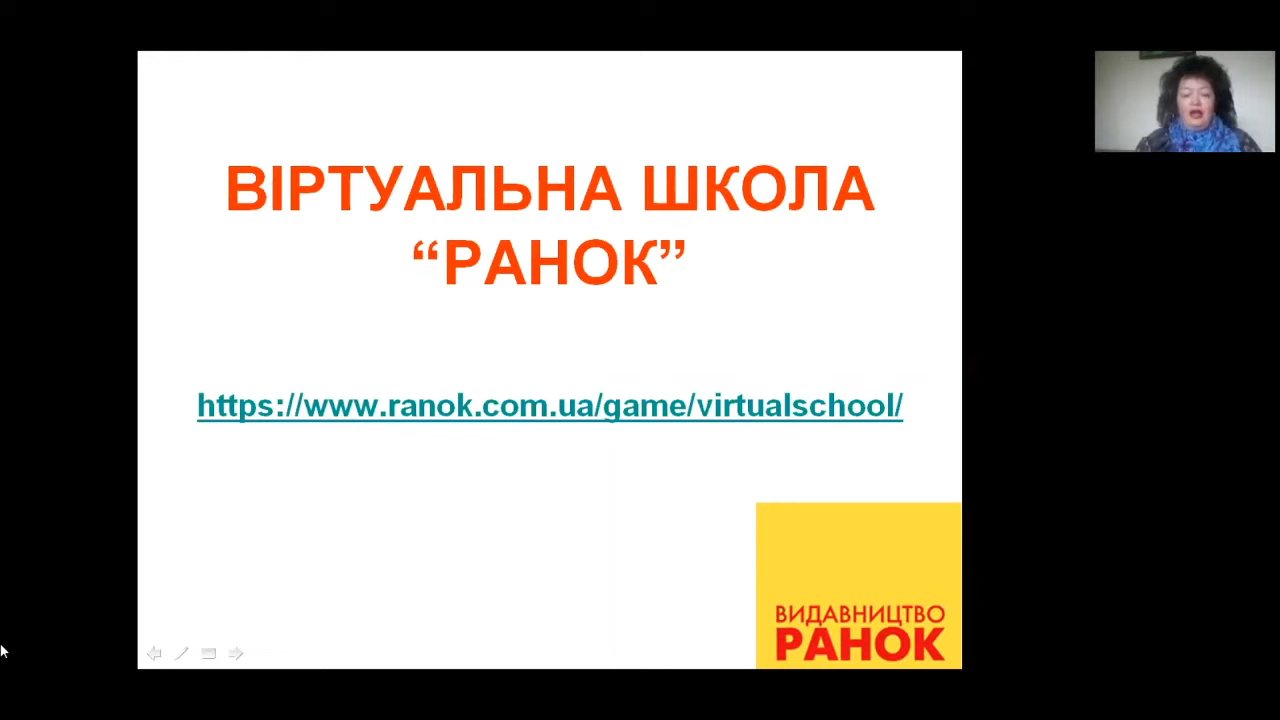 ВІРТУАЛЬНА ШКОЛА
“РАНОК”
https://www.ranok.com.ua/game/virtualschool/
ВИДАВНИЦТВО
РАНОК